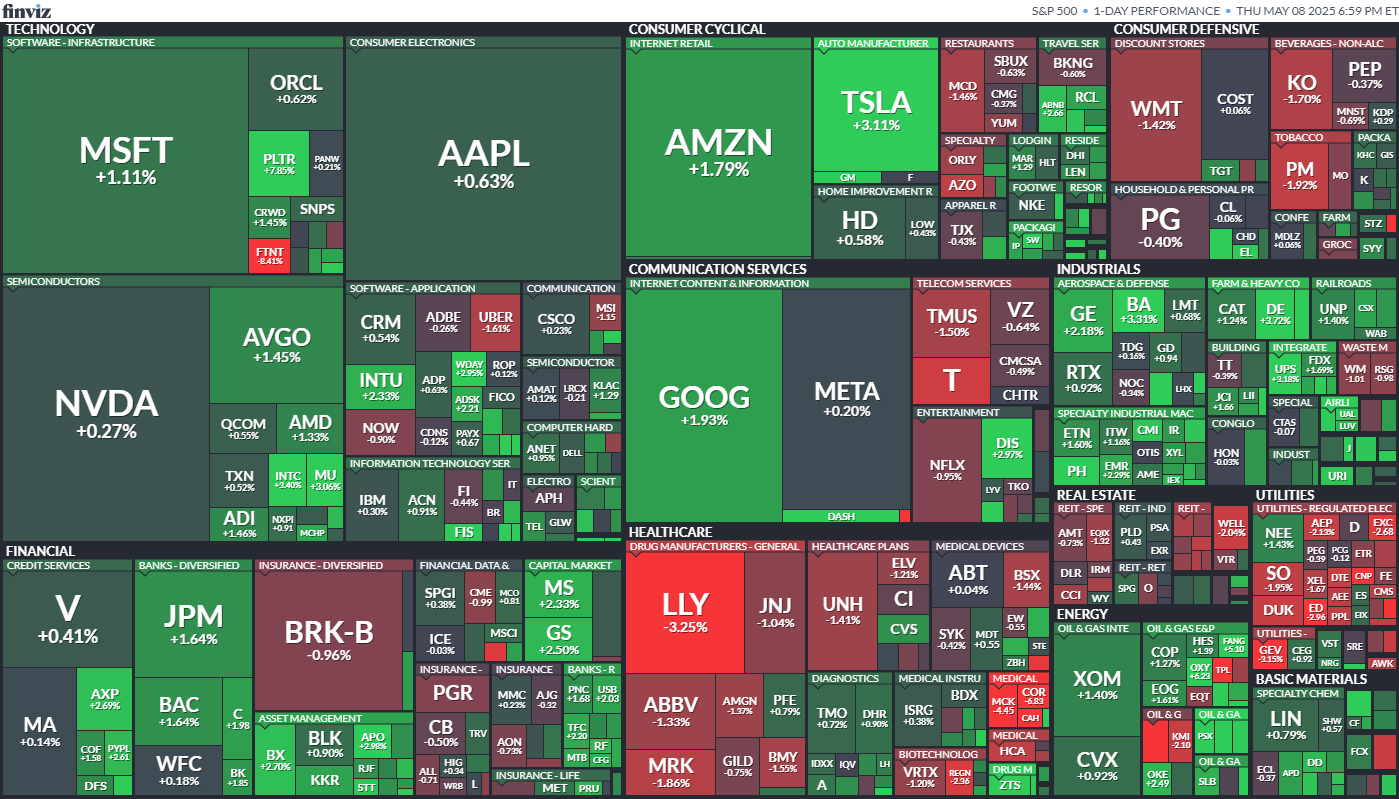 finviz
S&P 500 • 1-DAY PERFORMANCE • THU MAY 08 2025 6:59 PM ET
TECHNOLOGY
SOFTWARE - INFRASTRUCTURE
MSFT
+1.11%
ORCL
+0.62%
PLTR
+7.85%
PANW
+0.21%
CRWD
+1.45%
SNPS
FTNT
-8.41%
CONSUMER ELECTRONICS
AAPL
+0.63%
SEMICONDUCTORS
NVDA
+0.27%
AVGO
+1.45%
QCOM
+0.55%
AMD
+1.33%
TXN
+0.52%
INTC
+3.40%
MU
+3.06%
ADI
+1.46%
NXPI
+0.91
MCHP
SOFTWARE - APPLICATION
CRM
+0.54%
ADBE
-0.26%
UBER
-1.61%
INTU
+2.33%
ADP
+0.63%
WDAY
+2.95%
ROP
+0.12%
ADSK
+2.21
FICO
NOW
-0.90%
CDNS
-0.12%
PAYX
+0.67
COMMUNICATION
CSCO
+0.23%
MSI
-1.15
SEMICONDUCTOR
AMAT
+0.12%
LRCX
-0.21
KLAC
+1.29
COMPUTER HARD
ANET
+0.95%
DELL
INFORMATION TECHNOLOGY SER
IBM
+0.30%
ACN
+0.91%
FI
-0.44%
IT
BR
FIS
ELECTRO
APH
TEL
GLW
SCIENT
CONSUMER CYCLICAL
INTERNET RETAIL
AMZN
+1.79%
AUTO MANUFACTURER
TSLA
+3.11%
GM
F
HOME IMPROVEMENT R
HD
+0.58%
LOW
+0.43%
RESTAURANTS
MCD
-1.46%
SBUX
-0.63%
CMG
-0.37%
YUM
TRAVEL SER
BKNG
-0.60%
ABNB
+2.66
RCL
SPECIALTY
ORLY
AZO
LODGIN
MAR
+1.29
HLT
RESIDE
DHI
LEN
APPAREL R
TJX
-0.43%
FOOTWE
NKE
RESOR
PACKAGI
IP
SW
CONSUMER DEFENSIVE
DISCOUNT STORES
WMT
-1.42%
COST
+0.06%
TGT
BEVERAGES - NON-ALC
KO
-1.70%
PEP
-0.37%
MNST
-0.69%
KDP
+0.29
TOBACCO
PM
-1.92%
MO
PACKA
KHC
GIS
K
HOUSEHOLD & PERSONAL PR
PG
-0.40%
CL
-0.06%
CHD
EL
CONFE
MDLZ
+0.06%
FARM
GROC
STZ
SYY
COMMUNICATION SERVICES
INTERNET CONTENT & INFORMATION
GOOG
+1.93%
META
+0.20%
DASH
TELECOM SERVICES
TMUS
-1.50%
VZ
-0.64%
T
CMCSA
-0.49%
CHTR
ENTERTAINMENT
NFLX
-0.95%
DIS
+2.97%
LYV
TKO
INDUSTRIALS
AEROSPACE & DEFENSE
GE
+2.18%
BA
+3.31%
LMT
+0.68%
RTX
+0.92%
TDG
+0.16%
GD
+0.94
NOC
-0.34%
LHX
FARM & HEAVY CO
CAT
+1.24%
DE
+3.72%
RAILROADS
UNP
+1.40%
CSX
WAB
BUILDING
TT
-0.39%
JCI
+1.66
LII
INTEGRATE
UPS
+3.18%
FDX
+1.69%
WASTE M
WM
-1.01
RSG
-0.98
SPECIALTY INDUSTRIAL MAC
ETN
+1.60%
ITW
+1.16%
CMI
IR
OTIS
XYL
PH
EMR
+2.29%
AME
IEX
CONGLO
HON
-0.03%
SPECIAL
CTAS
-0.07
INDUST
AIRLI
UAL
LUV
J
URI
HEALTHCARE
DRUG MANUFACTURERS - GENERAL
LLY
-3.25%
JNJ
-1.04%
ABBV
-1.33%
AMGN
-1.37%
PFE
+0.79%
MRK
-1.86%
GILD
-0.75%
BMY
-1.55%
HEALTHCARE PLANS
UNH
-1.41%
ELV
-1.21%
CI
CVS
MEDICAL DEVICES
ABT
+0.04%
BSX
-1.44%
SYK
-0.42%
MDT
+0.55
EW
-0.55
STE
ZBH
DIAGNOSTICS
TMO
+0.72%
DHR
+0.90%
IDXX
IQV
LH
A
MEDICAL INSTRU
ISRG
+0.38%
BDX
MEDICAL
MCK
-4.45
COR
-6.83
CAH
BIOTECHNOLOG
VRTX
-1.20%
REGN
-2.36
MEDICAL
HCA
DRUG M
ZTS
REAL ESTATE
REIT - SPE
AMT
-0.73%
EQIX
-1.32
DLR
IRM
CCI
WY
REIT - IND
PLD
+0.43
PSA
EXR
REIT - RET
SPG
O
REIT -
WELL
-2.04%
VTR
UTILITIES
UTILITIES - REGULATED ELEC
NEE
+1.43%
AEP
-2.13%
D
EXC
-2.68
SO
-1.95%
PEG
-0.39
PCG
-0.12
ETR
XEL
-1.67
DTE
CNP
FE
AEE
ES
CMS
DUK
ED
-2.96
PPL
EIX
UTILITIES -
GEV
-3.15%
CEG
+0.92
VST
NRG
SRE
AWK
ENERGY
OIL & GAS INTE
XOM
+1.40%
CVX
+0.92%
OIL & GAS E&P
COP
+1.27%
HES
+1.39
FANG
+5.10
EOG
+1.61%
OXY
+6.23
TPL
EQT
OIL & G
KMI
-2.10
OKE
+2.49
OIL & GA
PSX
OIL & GA
SLB
BASIC MATERIALS
SPECIALTY CHEM
LIN
+0.79%
SHW
+0.57
ECL
+0.37
APD
DD
CF
FCX
FINANCIAL
CREDIT SERVICES
V
+0.41%
MA
+0.14%
AXP
+2.69%
COF
+1.58
PYPL
+2.61
DFS
BANKS - DIVERSIFIED
JPM
+1.64%
BAC
+1.64%
C
+1.98
WFC
+0.18%
BK
+1.85
INSURANCE - DIVERSIFIED
BRK-B
-0.96%
ASSET MANAGEMENT
BX
+2.70%
BLK
+0.90%
APO
+2.98%
KKR
RJF
STT
FINANCIAL DATA &
SPGI
+0.38%
CME
-0.99
MCO
+0.81
ICE
-0.03%
MSCI
CAPITAL MARKET
MS
+2.33%
GS
+2.50%
INSURANCE -
PGR
CB
-0.50%
TRV
ALL
-0.71
HIG
+0.34
WRB
L
INSURANCE
MMC
+0.23%
AJG
-0.32
AON
-0.73%
BANKS - R
PNC
+1.68
USB
+2.03
TFC
+2.20
RF
MTB
CFG
INSURANCE - LIFE
MET
PRU